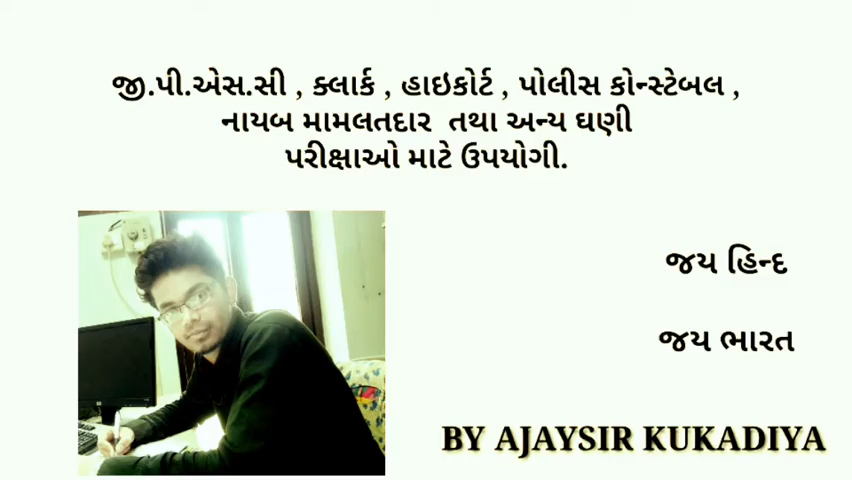 જી.પી.એસ.સી , ક્લાર્ક , હાઇકોર્ટ , પોલીસ કોન્સ્ટેબલ ,
નાયબ મામલતદાર તથા અન્ય ઘણી
પરીક્ષાઓ માટે ઉપયોગી.
જય હિન્દ
જય ભારત
BY AJAYSIR KUKADIYA